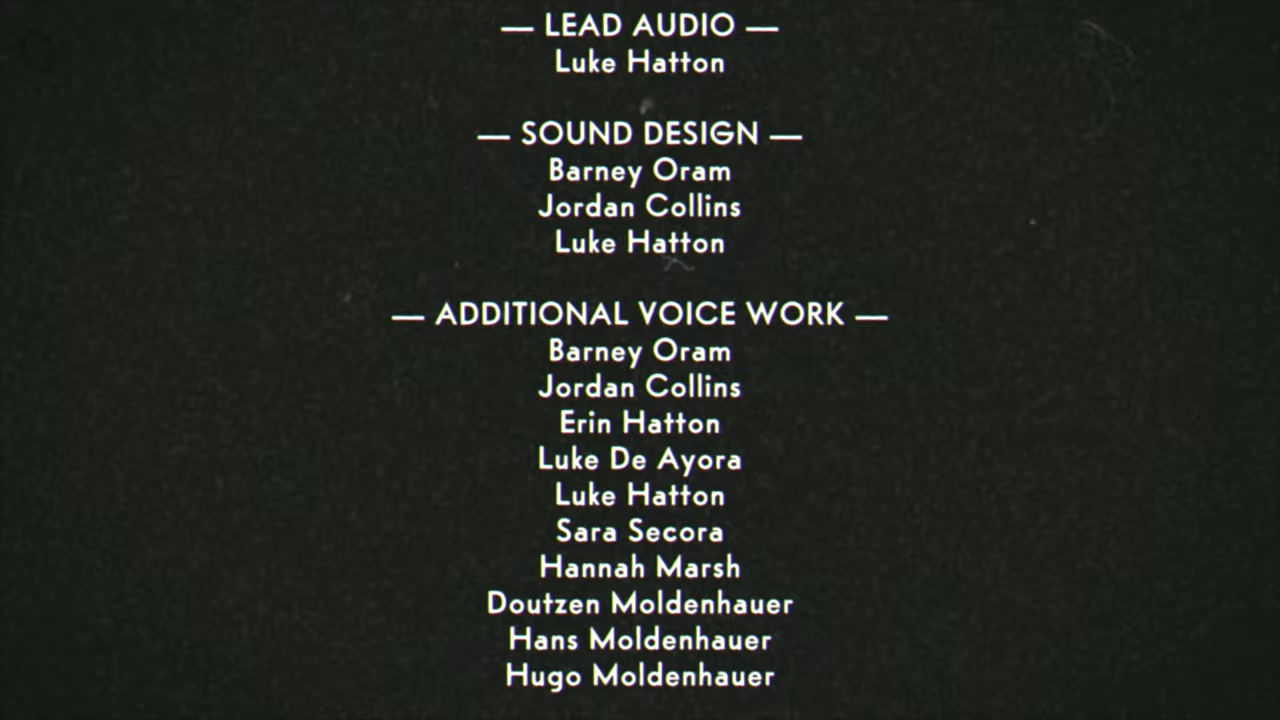 — LEAD AUDIO —
Luke Hatton
— SOUND DESIGN —
Barney Oram
Jordan Collins
Luke Hatton
— ADDITIONAL VOICE WORK —
Barney Oram
Jordan Collins
Erin Hatton
Luke De Ayora
Luke Hatton
Sara Secora
Hannah Marsh
Doutzen Moldenhauer
Hans Moldenhauer
Hugo Moldenhauer